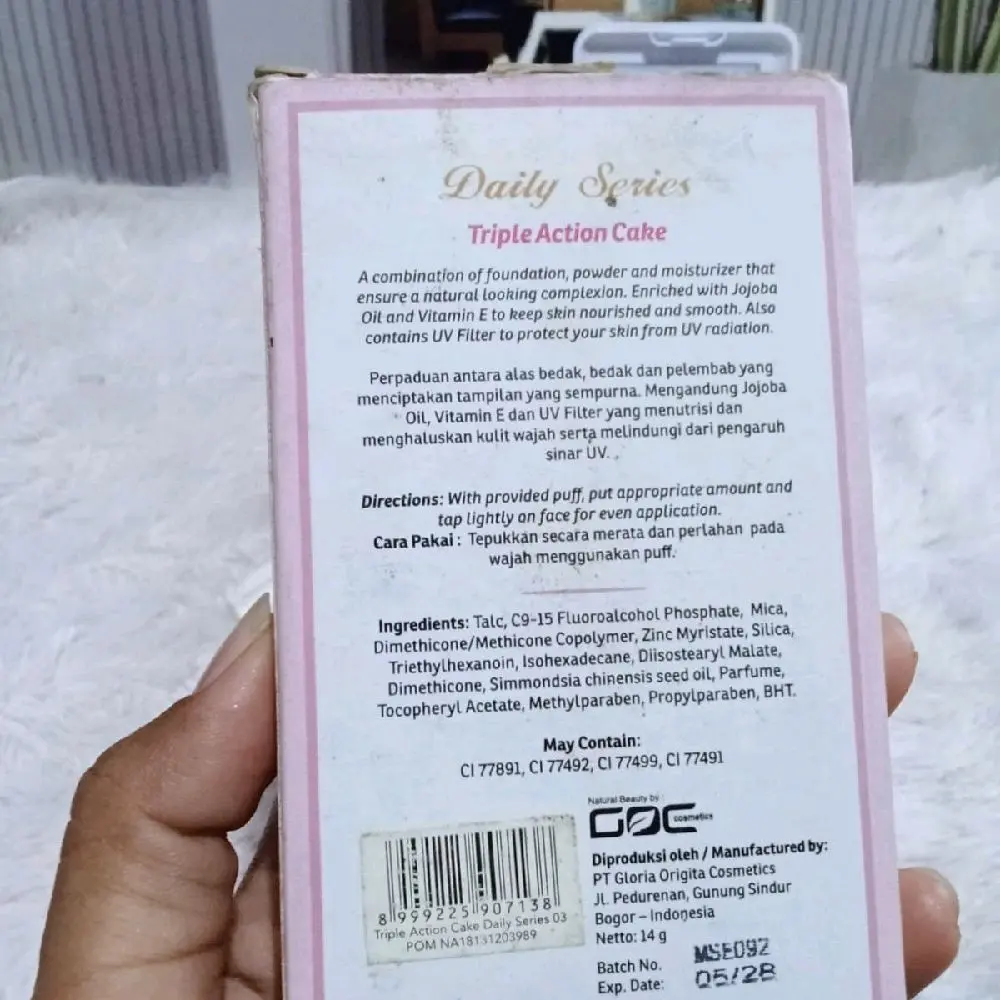 Daily Series
Triple Action Cake
A combination of foundation, powder and moisturizer that
ensure a natural looking complexion. Enriched with Jojoba
Oil and Vitamin E to keep skin nourished and smooth. Also
contains UV Filter to protect your skin from UV radiation.
Perpaduan antara alas bedak, bedak dan pelembab yang
menciptakan tampilan yang sempurna. Mengandung Jojoba
Oil, Vitamin E dan UV Filter yang menutrisi dan
menghaluskan kulit wajah serta melindungi dari pengaruh
sinar UV.
Directions: With provided puff, put appropriate amount and
tap lightly on face for even application.
Cara Pakai : Tepukkan secara merata dan perlahan pada
wajah menggunakan puff.
Ingredients: Talc, C9-15 Fluoroalcohol Phosphate, Mica,
Dimethicone/Methicone Copolymer, Zinc Myristate, Silica,
Triethylhexanoin, Isohexadecane, Diisostearyl Malate,
Dimethicone, Simmondsia chinensis seed oil, Parfume,
Tocopheryl Acetate, Methylparaben, Propylparaben, BHT.
May Contain:
CI 77891, CI 77492, CI 77499, CI 77491
8 999225 907138
Triple Action Cake Daily Series 03
POM NA18131203989
Natural Beauty by
GOC cosmetics
Diproduksi oleh / Manufactured by:
PT Gloria Origita Cosmetics
Jl. Pedurenan, Gunung Sindur
Bogor – Indonesia
Netto: 14 g
Batch No. MSE092
Exp. Date: 05/28